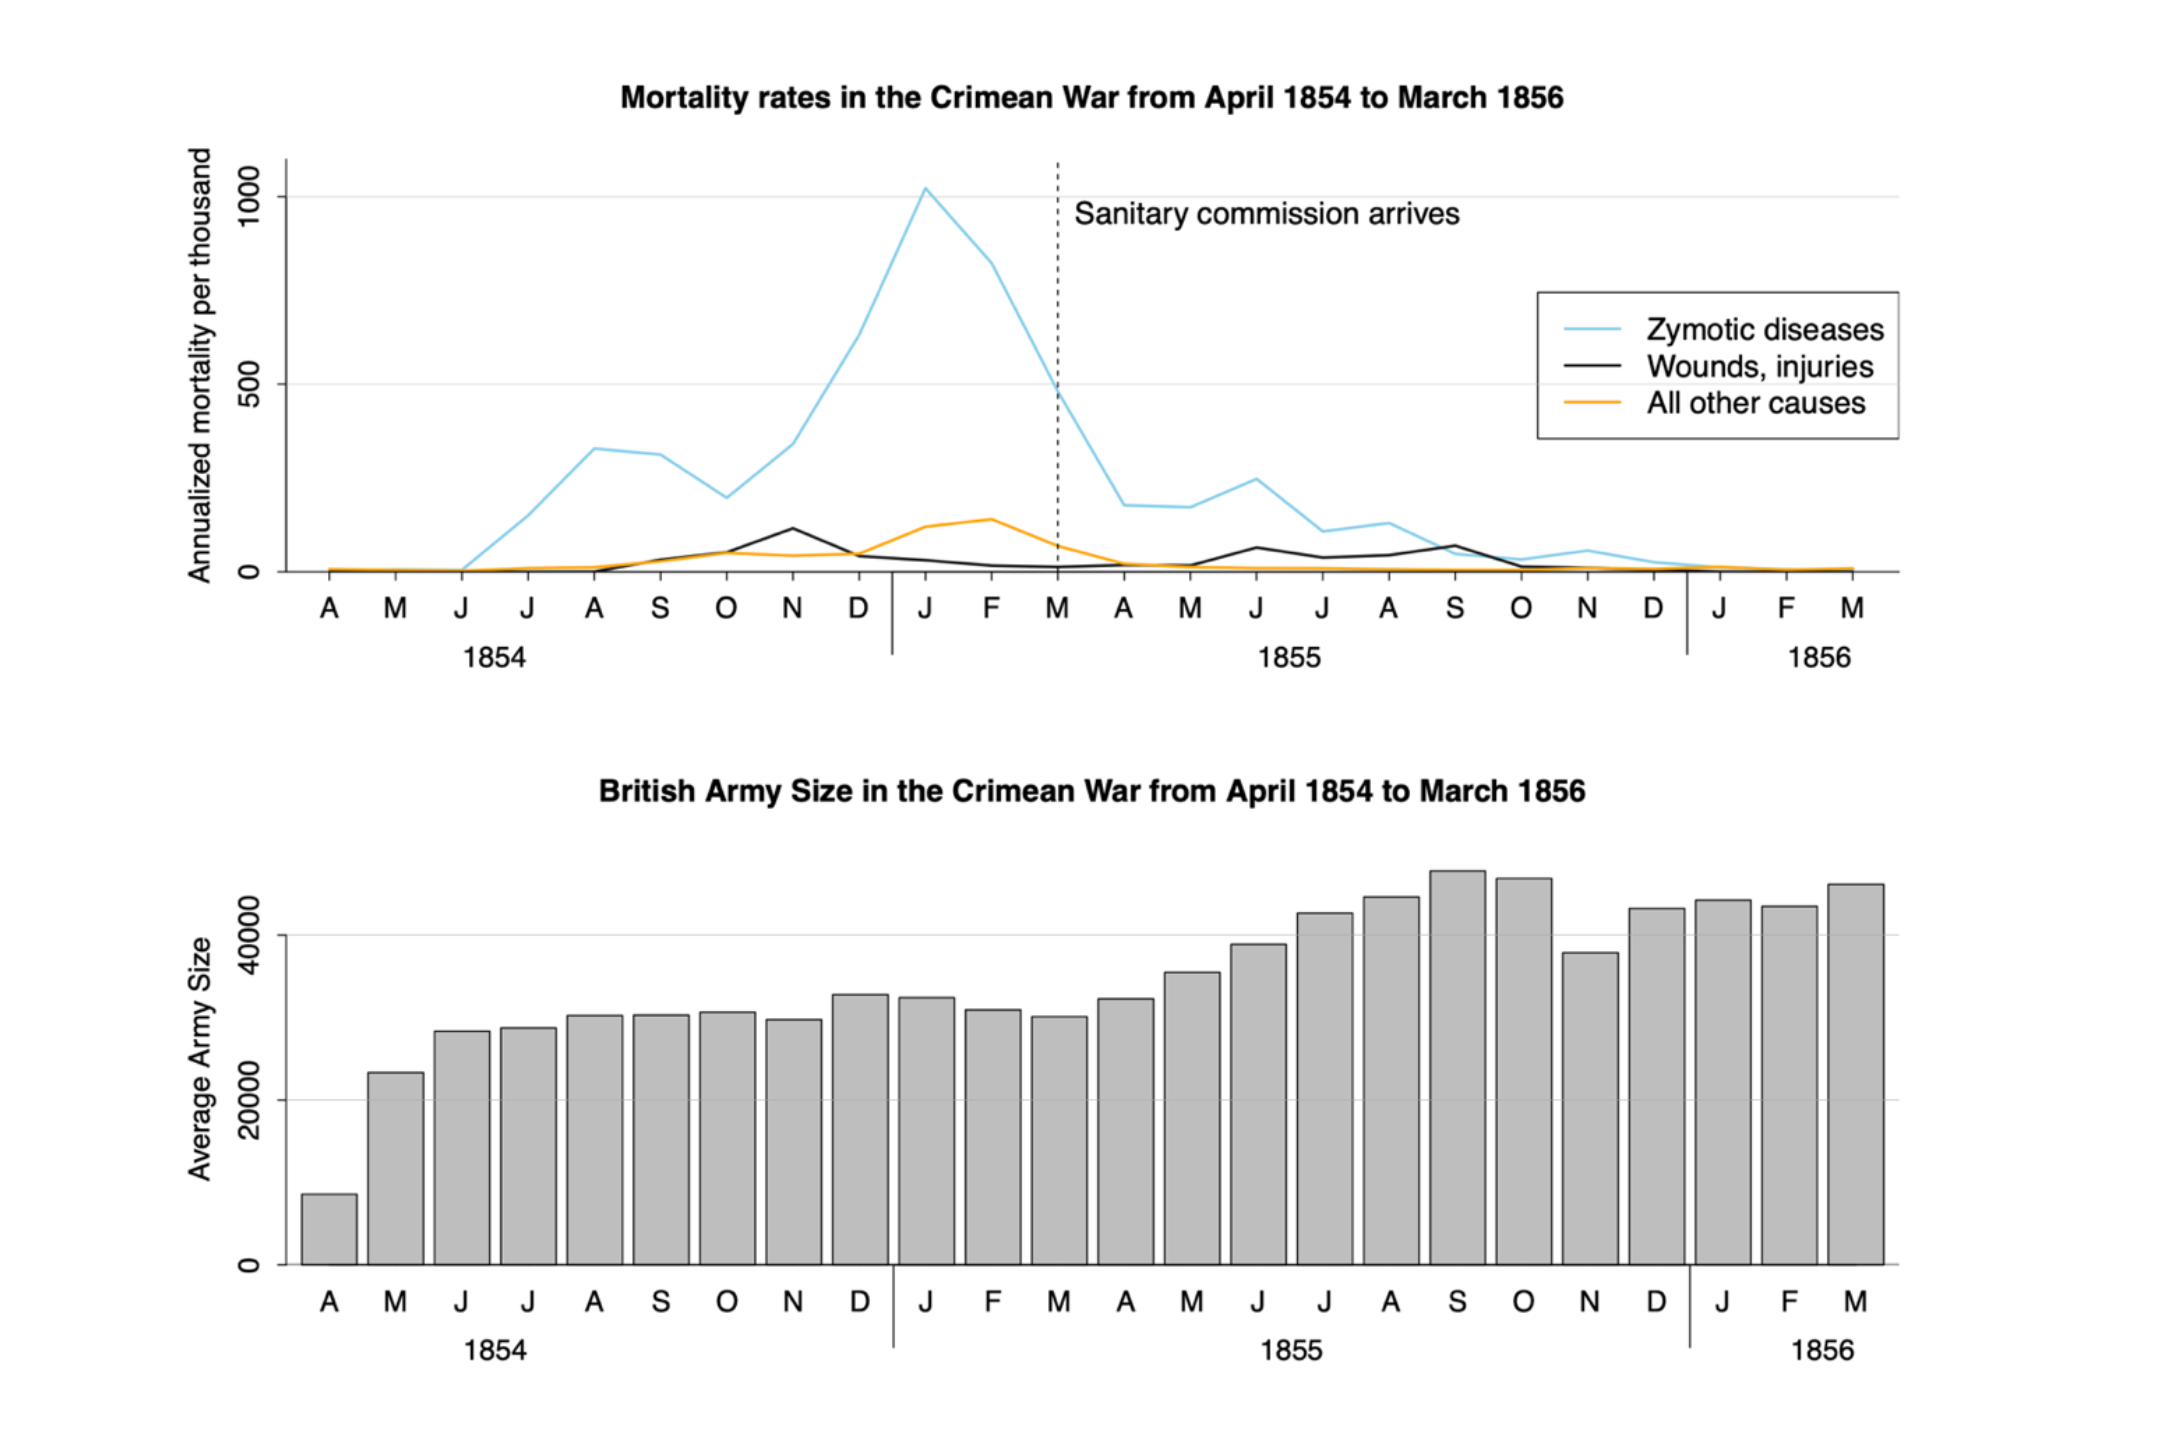 Mortality rates in the Crimean War from April 1854 to March 1856
Annualized mortality per thousand
1000
500
0
Sanitary commission arrives
Zymotic diseases
Wounds, injuries
All other causes
A M J J A S O N D J F M A M J J A S O N D J F M
1854 1855 1856
British Army Size in the Crimean War from April 1854 to March 1856
Average Army Size
40000
20000
0
A M J J A S O N D J F M A M J J A S O N D J F M
1854 1855 1856